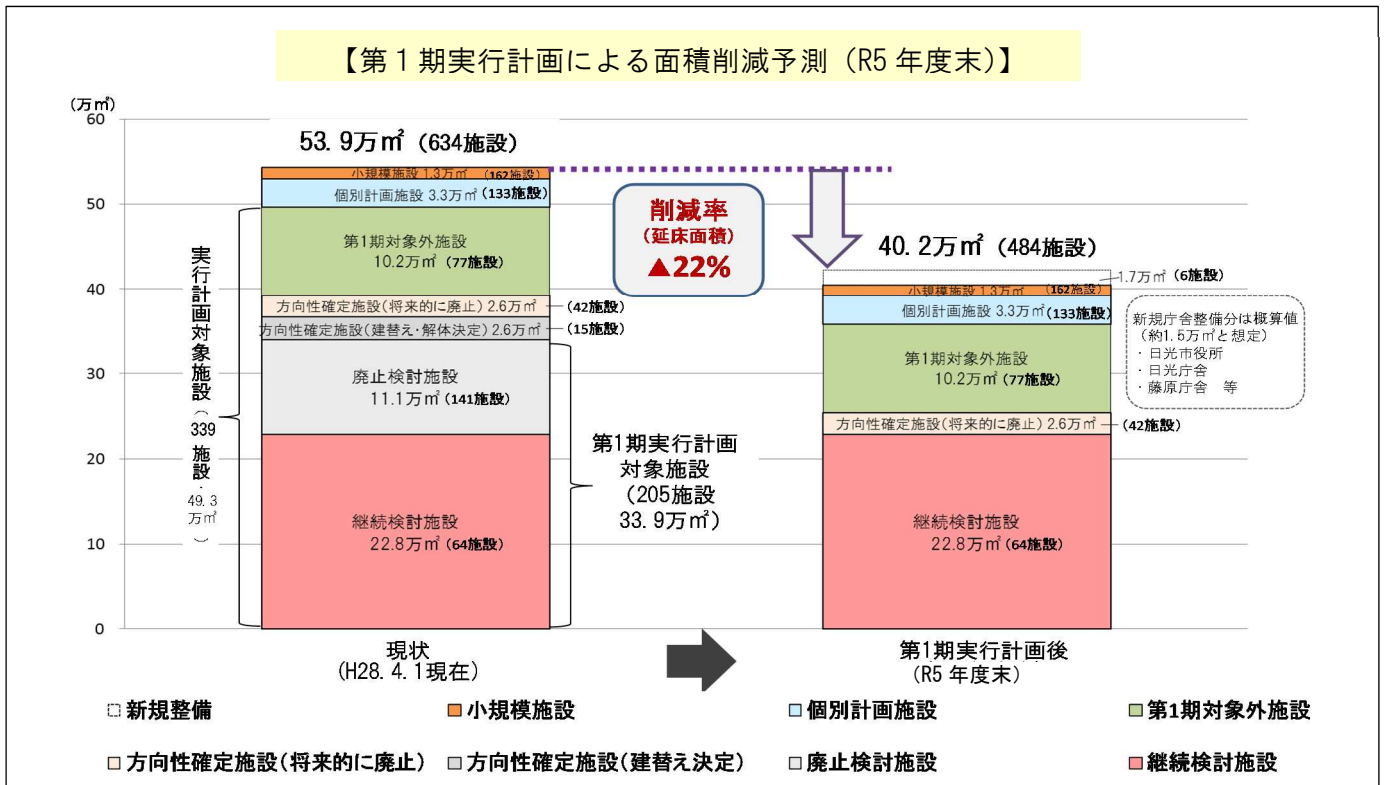 【第1期実行計画による面積削減予測（R5年度末）】
(万㎡)
60
50
40
30
20
10
0
53.9万㎡（634施設）
小規模施設 1.3万㎡（162施設）
個別計画施設 3.3万㎡（133施設）
第1期対象外施設
10.2万㎡（77施設）
方向性確定施設（将来的に廃止）2.6万㎡
（42施設）
方向性確定施設（建替え・解体決定）2.6万㎡
（15施設）
廃止検討施設
11.1万㎡（141施設）
継続検討施設
22.8万㎡（64施設）
実行計画対象施設（
339
施設・
49.3
万㎡
）
第1期実行計画
対象施設
（205施設
33.9万㎡）
削減率
（延床面積）
▲22%
40.2万㎡（484施設）
1.7万㎡（6施設）
小規模施設 1.3万㎡（162施設）
個別計画施設 3.3万㎡（133施設）
第1期対象外施設
10.2万㎡（77施設）
方向性確定施設（将来的に廃止）2.6万㎡
（42施設）
継続検討施設
22.8万㎡（64施設）
新規庁舎整備分は概算値
（約1.5万㎡と想定）
・日光市役所
・日光庁舎
・藤原庁舎　等
現状
（H28.4.1現在）
第1期実行計画後
（R5年度末）
新規整備
小規模施設
個別計画施設
第1期対象外施設
方向性確定施設（将来的に廃止）
方向性確定施設（建替え決定）
廃止検討施設
継続検討施設